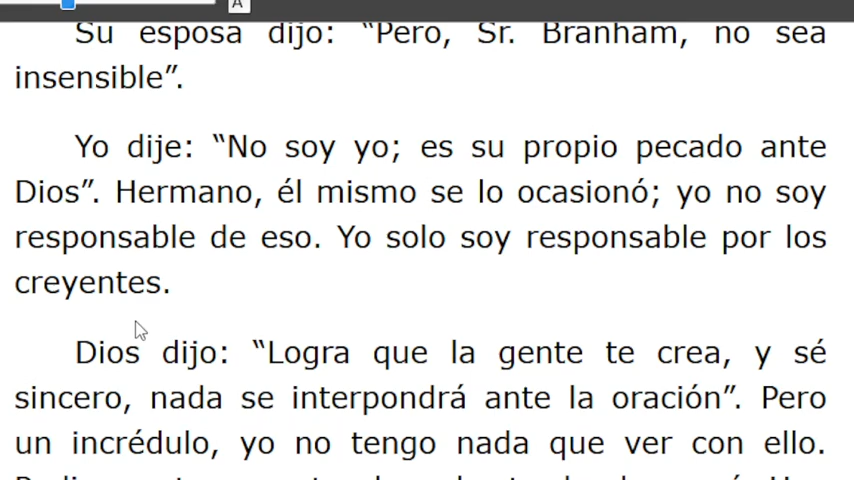 A
Su esposa dijo: “Pero, Sr. Branham, no sea
insensible”.
Yo dije: “No soy yo; es su propio pecado ante
Dios”. Hermano, él mismo se lo ocasionó; yo no soy
responsable de eso. Yo solo soy responsable por los
creyentes.
Dios dijo: “Logra que la gente te crea, y sé
sincero, nada se interpondrá ante la oración”. Pero
un incrédulo, yo no tengo nada que ver con ello.